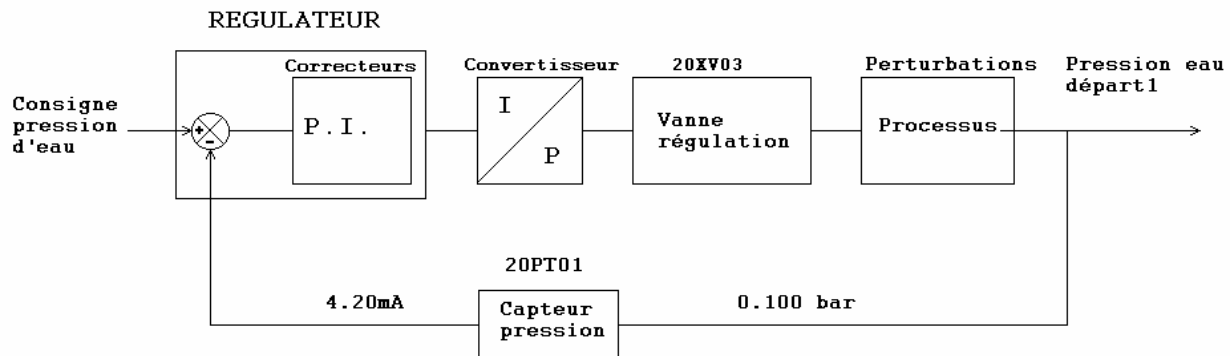 REGULATEUR
Correcteurs
Convertisseur
20XV03
Perturbations
Pression eau
départ1
Consigne
pression
d'eau
+
-
P.I.
I
P
Vanne
régulation
Processus
20PT01
4.20mA
0.100 bar
Capteur
pression